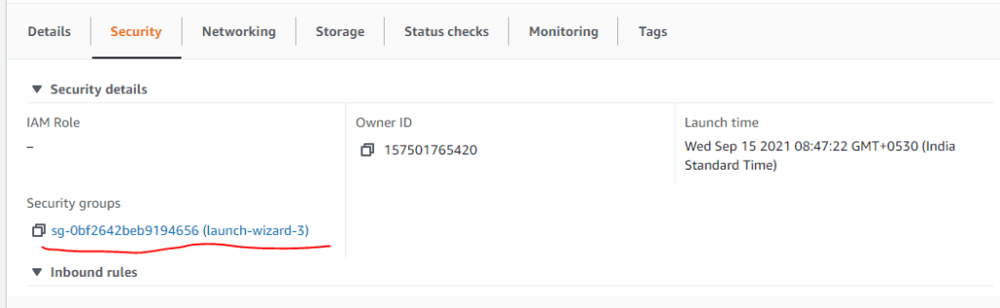 Details Security Networking Storage Status checks Monitoring Tags
Security details
IAM Role
–
Owner ID
157501765420
Launch time
Wed Sep 15 2021 08:47:22 GMT+0530 (India
Standard Time)
Security groups
sg-0bf2642beb9194656 (launch-wizard-3)
Inbound rules